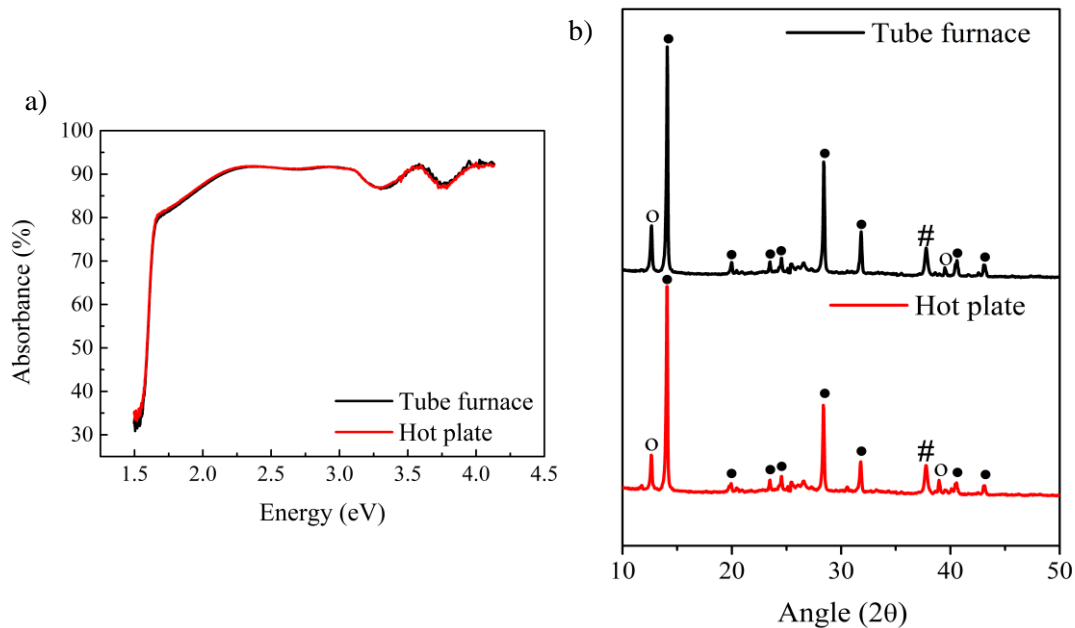 a)
100
90
80
70
60
50
40
30
Absorbance (%)
Tube furnace
Hot plate
1.5 2.0 2.5 3.0 3.5 4.0 4.5
Energy (eV)
b)
Tube furnace
o # o
Hot plate
o # o
10 20 30 40 50
Angle (2θ)